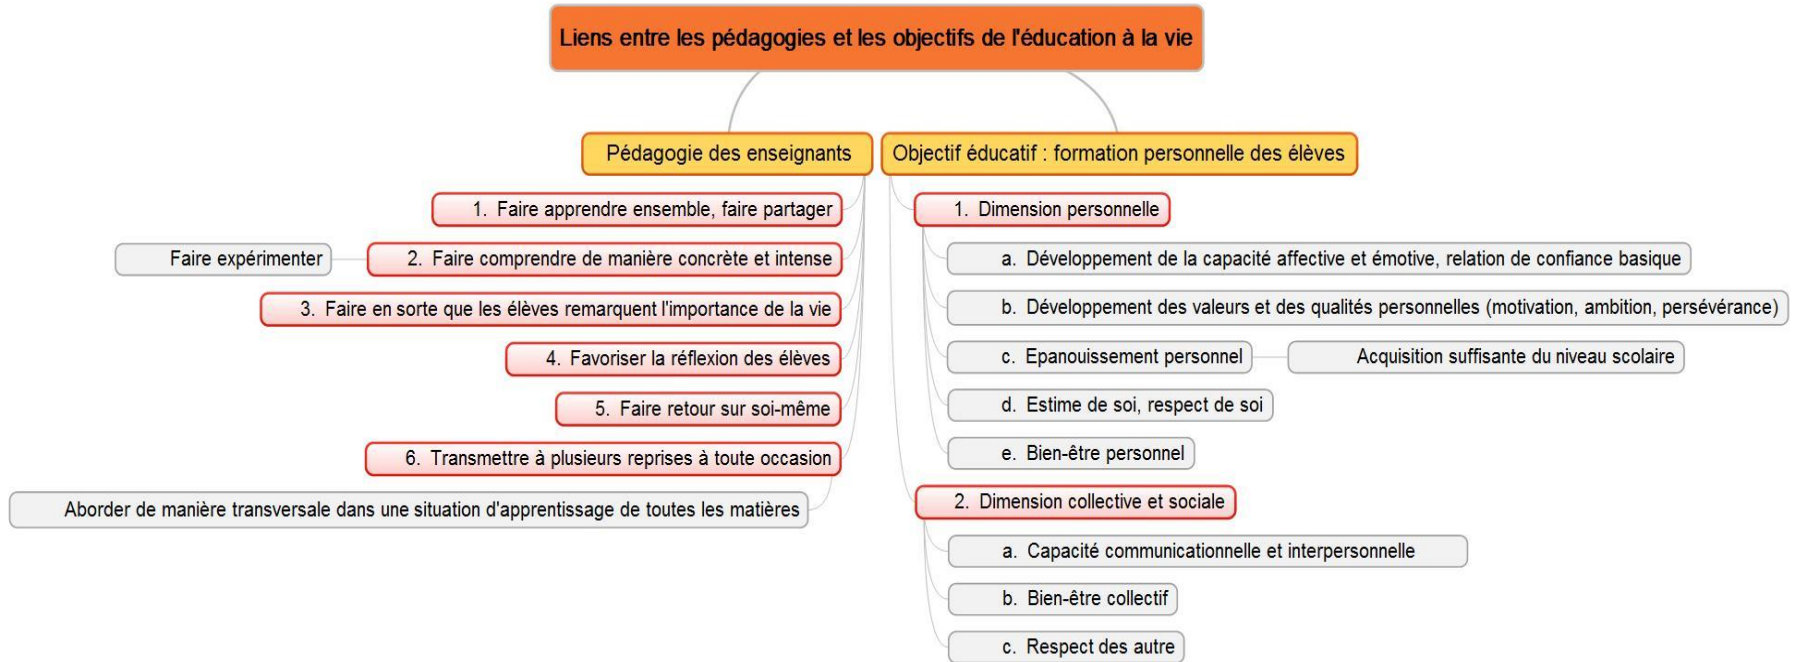 Liens entre les pédagogies et les objectifs de l'éducation à la vie
Pédagogie des enseignants
1. Faire apprendre ensemble, faire partager
2. Faire comprendre de manière concrète et intense
Faire expérimenter
3. Faire en sorte que les élèves remarquent l'importance de la vie
4. Favoriser la réflexion des élèves
5. Faire retour sur soi-même
6. Transmettre à plusieurs reprises à toute occasion
Aborder de manière transversale dans une situation d'apprentissage de toutes les matières
Objectif éducatif : formation personnelle des élèves
1. Dimension personnelle
a. Développement de la capacité affective et émotive, relation de confiance basique
b. Développement des valeurs et des qualités personnelles (motivation, ambition, persévérance)
c. Epanouissement personnel
Acquisition suffisante du niveau scolaire
d. Estime de soi, respect de soi
e. Bien-être personnel
2. Dimension collective et sociale
a. Capacité communicationnelle et interpersonnelle
b. Bien-être collectif
c. Respect des autre